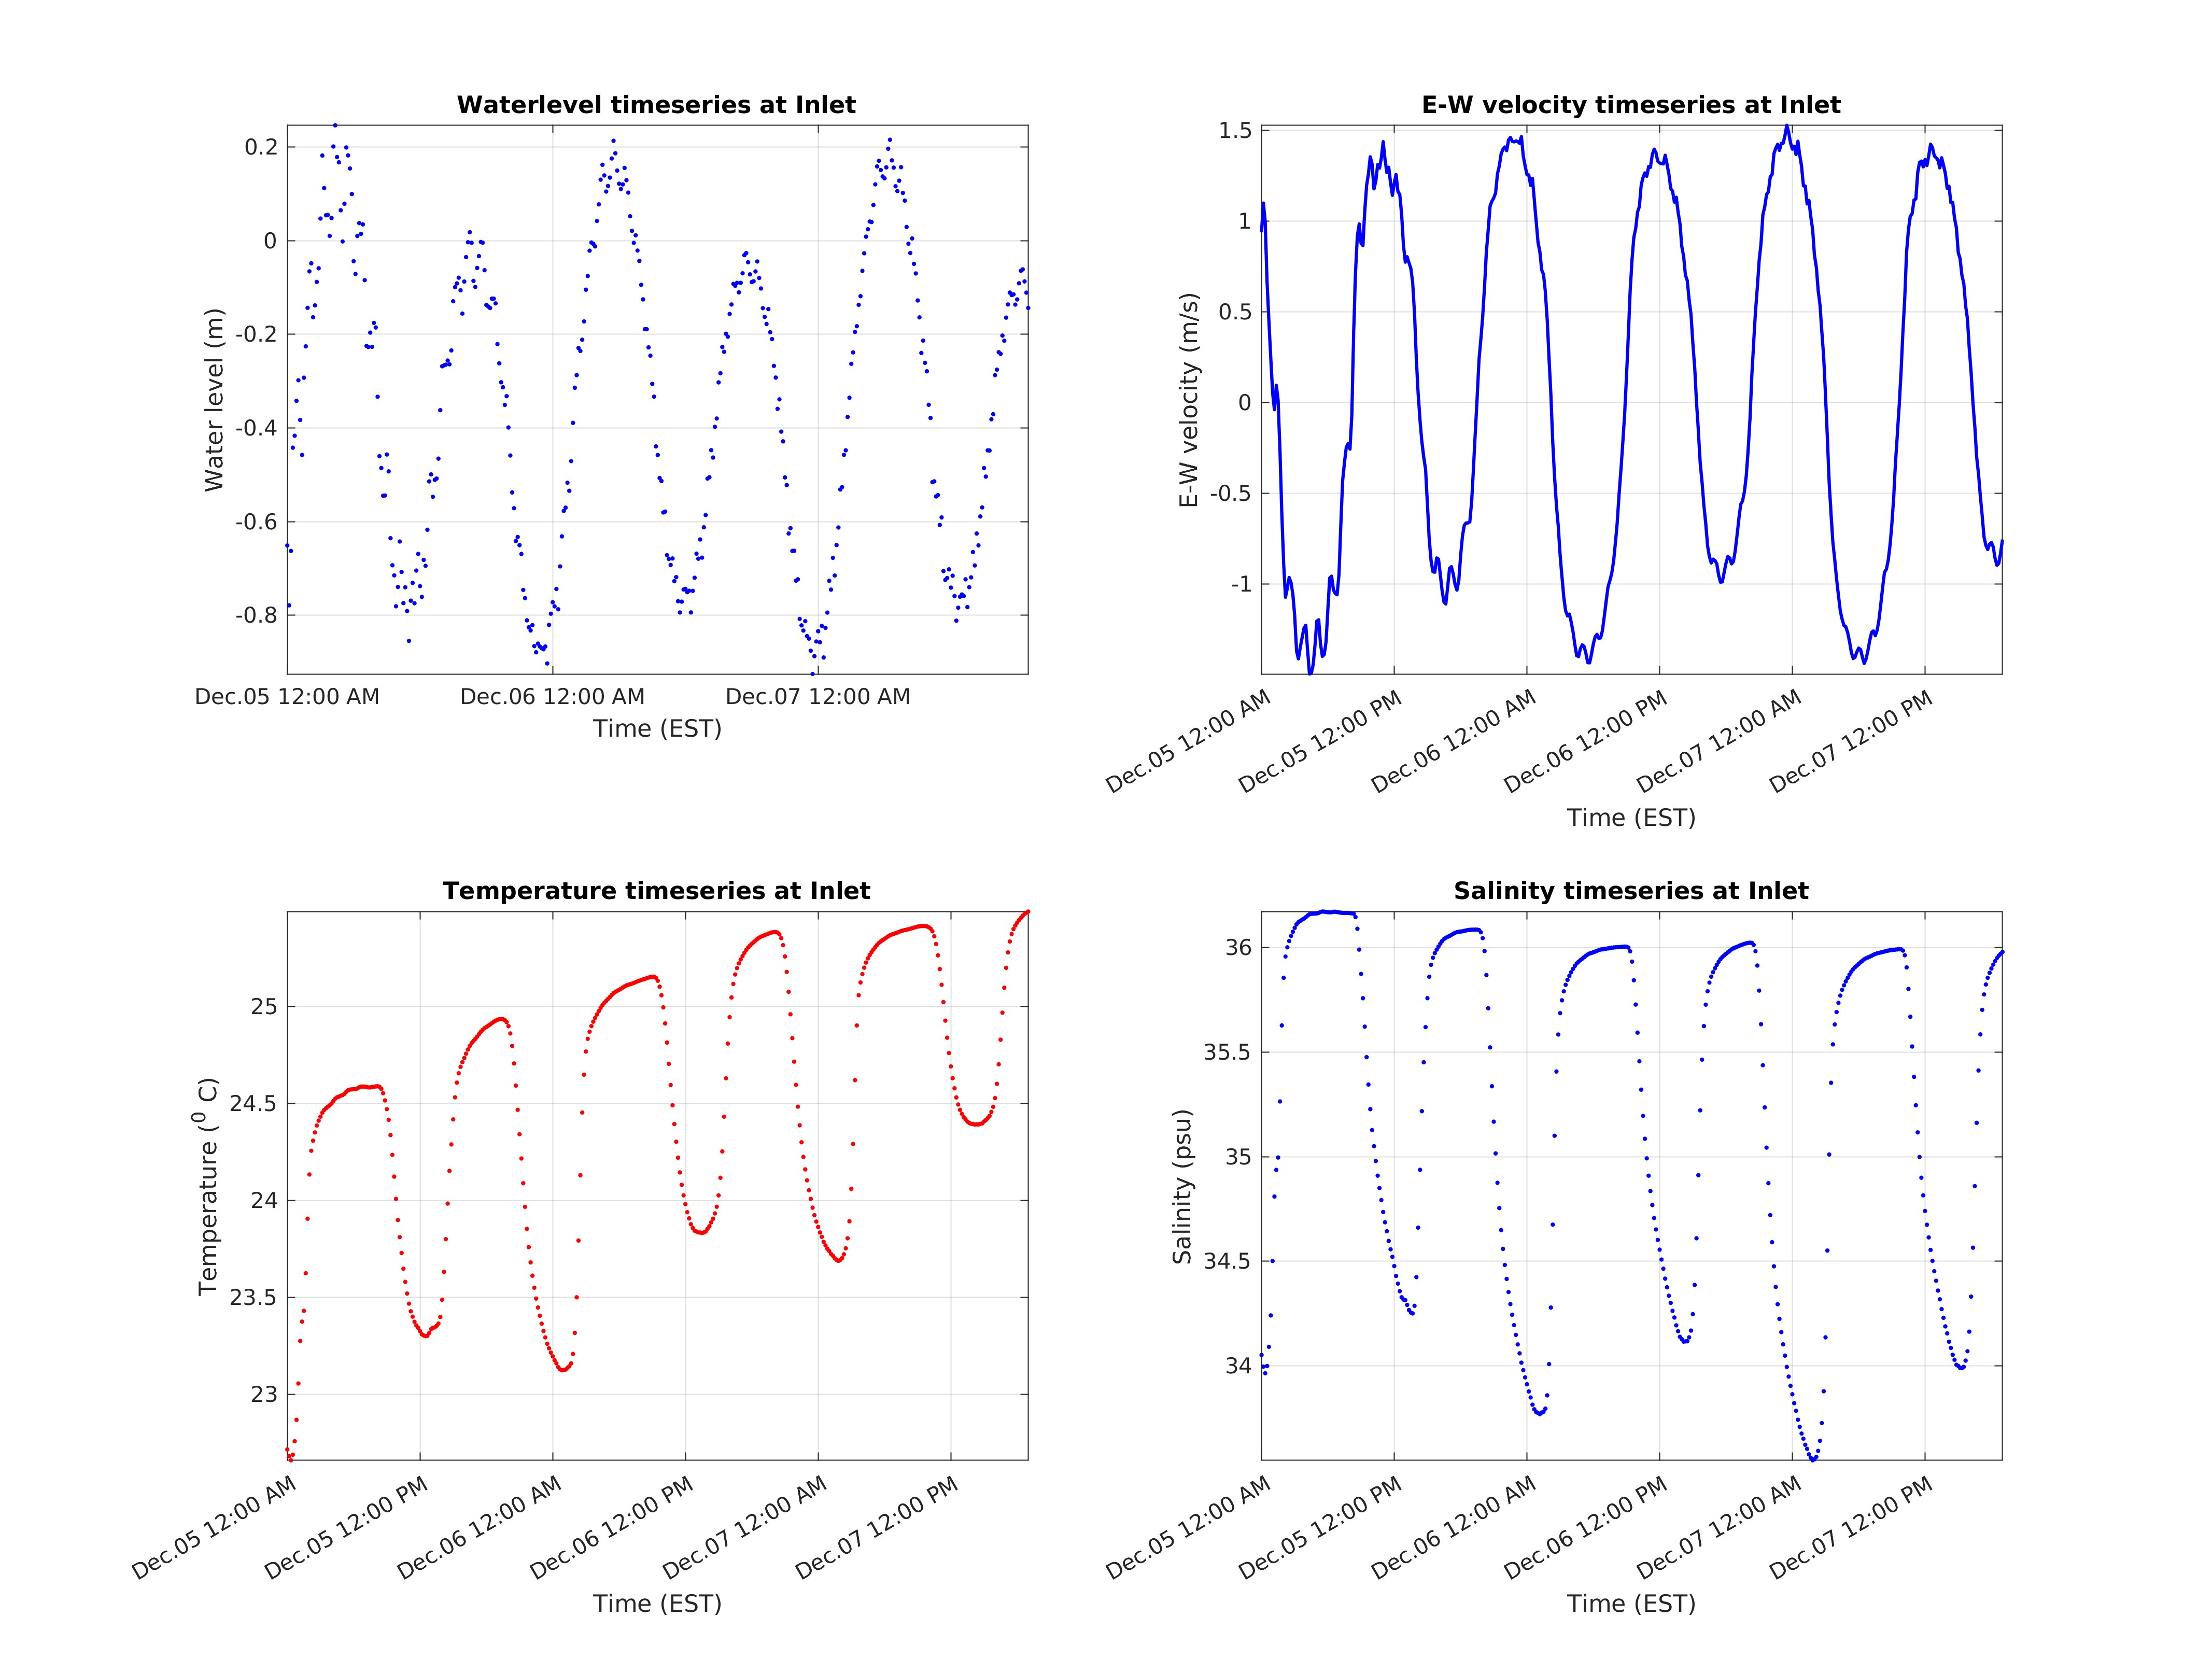 Waterlevel timeseries at Inlet
Water level (m)
0.2
0
-0.2
-0.4
-0.6
-0.8
Dec.05 12:00 AM
Dec.06 12:00 AM
Dec.07 12:00 AM
Time (EST)
E-W velocity timeseries at Inlet
E-W velocity (m/s)
1.5
1
0.5
0
-0.5
-1
Dec.05 12:00 AM
Dec.05 12:00 PM
Dec.06 12:00 AM
Dec.06 12:00 PM
Dec.07 12:00 AM
Dec.07 12:00 PM
Time (EST)
Temperature timeseries at Inlet
Temperature (⁰ C)
25
24.5
24
23.5
23
Dec.05 12:00 AM
Dec.05 12:00 PM
Dec.06 12:00 AM
Dec.06 12:00 PM
Dec.07 12:00 AM
Dec.07 12:00 PM
Time (EST)
Salinity timeseries at Inlet
Salinity (psu)
36
35.5
35
34.5
34
Dec.05 12:00 AM
Dec.05 12:00 PM
Dec.06 12:00 AM
Dec.06 12:00 PM
Dec.07 12:00 AM
Dec.07 12:00 PM
Time (EST)